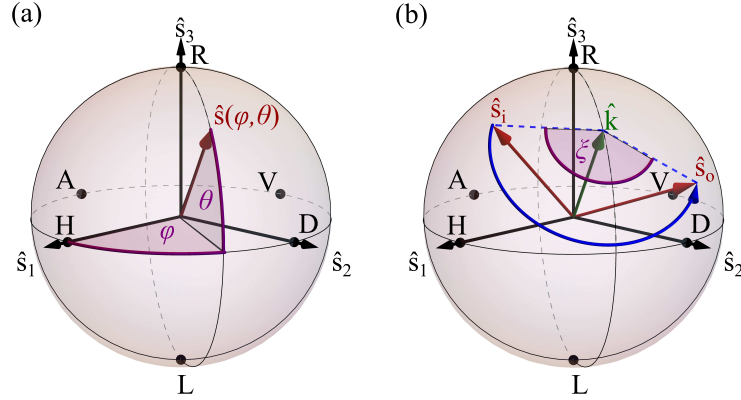 (a)
ŝ₃
R
ŝ(φ,θ)
A
V
θ
H
φ
D
ŝ₁
ŝ₂
L
(b)
ŝ₃
R
ŝᵢ
k̂
ξ
ŝₒ
A
V
H
D
ŝ₁
ŝ₂
L